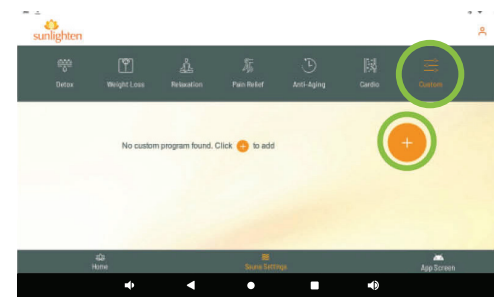 sunlighten
Detox Weight Loss Relaxation Pain Relief Anti-Aging Cardio Custom
No custom program found. Click + to add
+
Home Sauna Settings App Screen